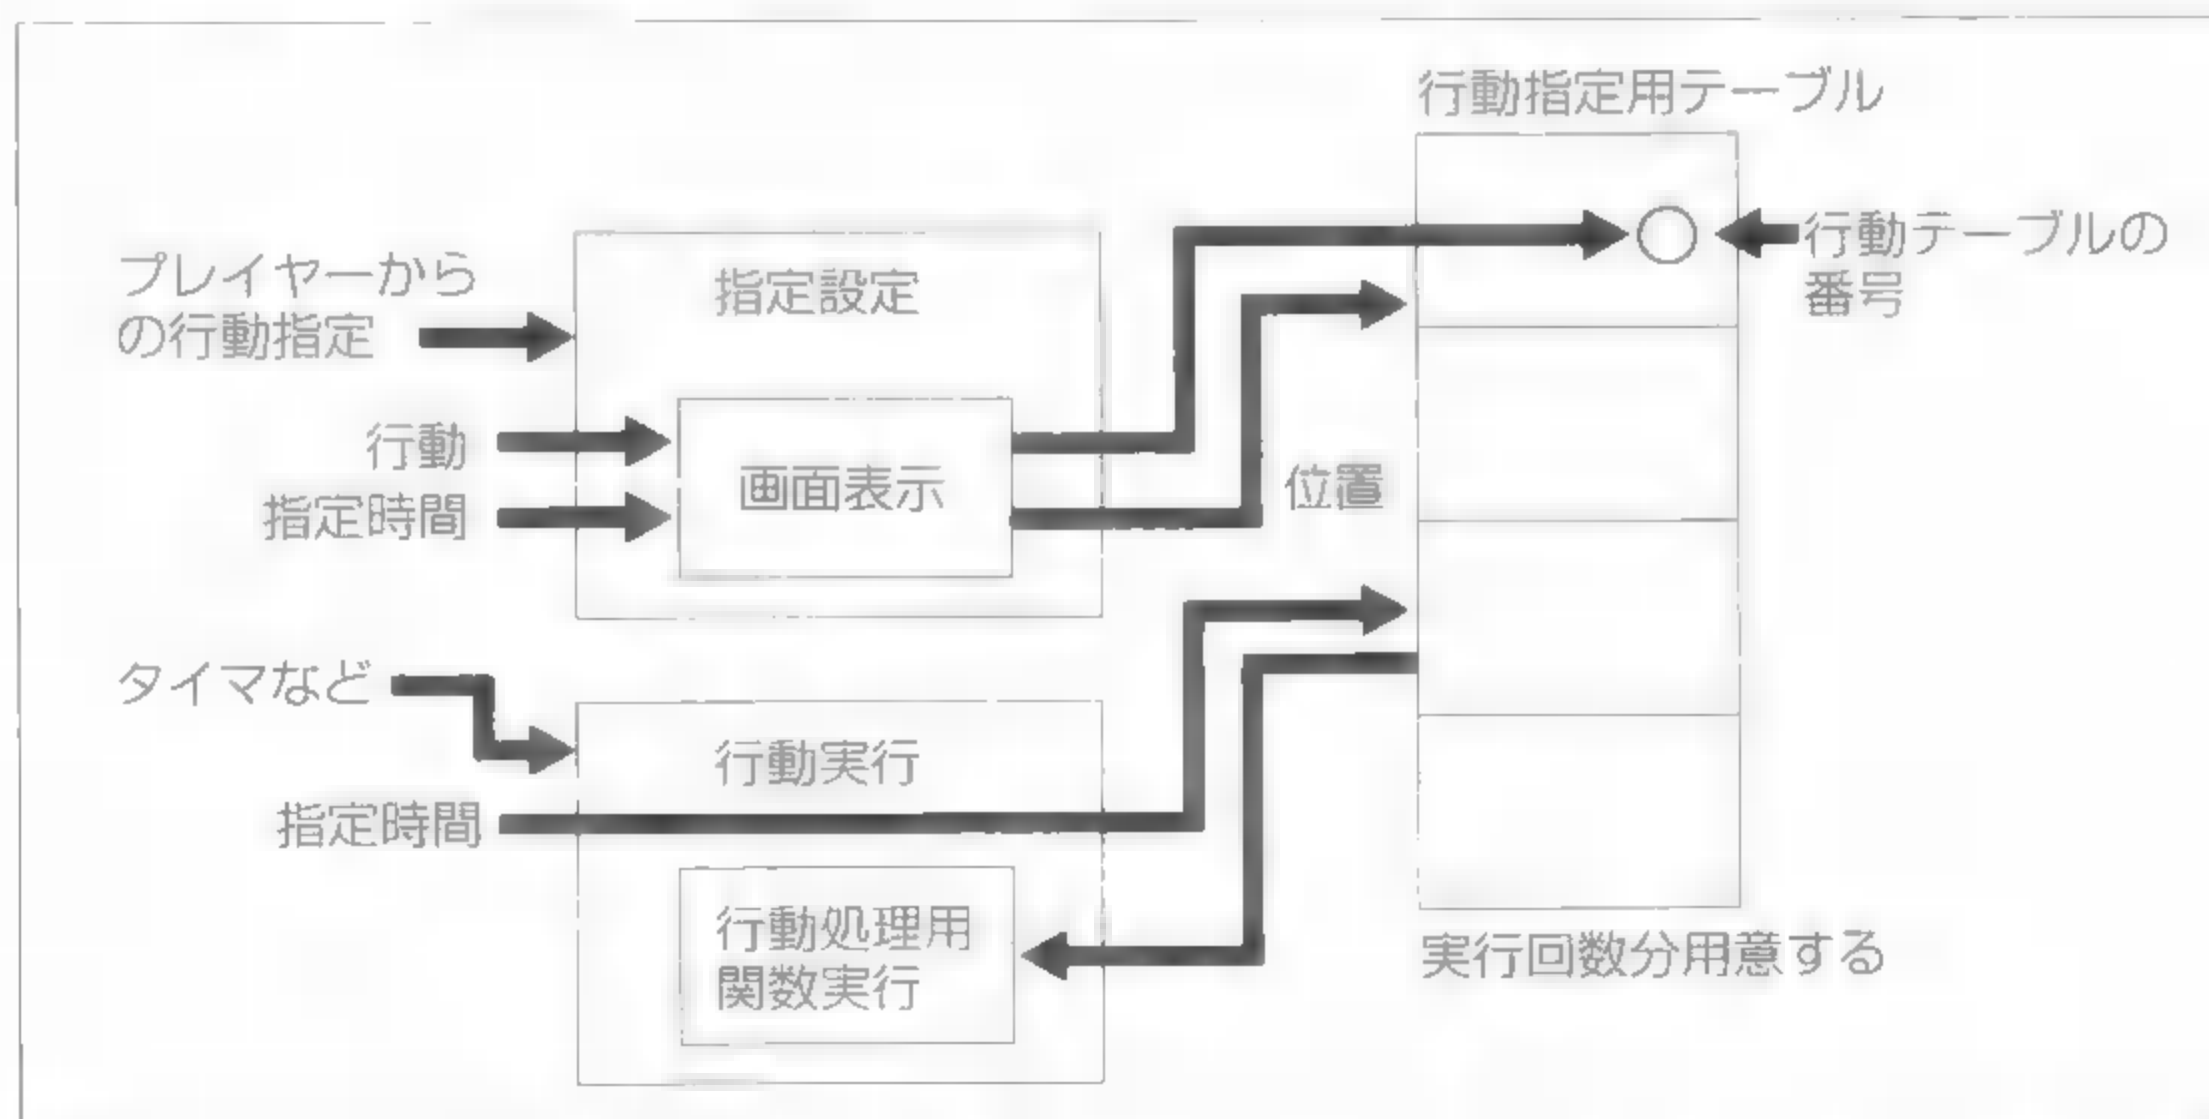 行動指定用テーブル
プレイヤーから
の行動指定
指定設定
行動テーブルの
番号
行動
指定時間
画面表示
位置
タイマなど
行動実行
指定時間
行動処理用
関数実行
実行回数分用意する